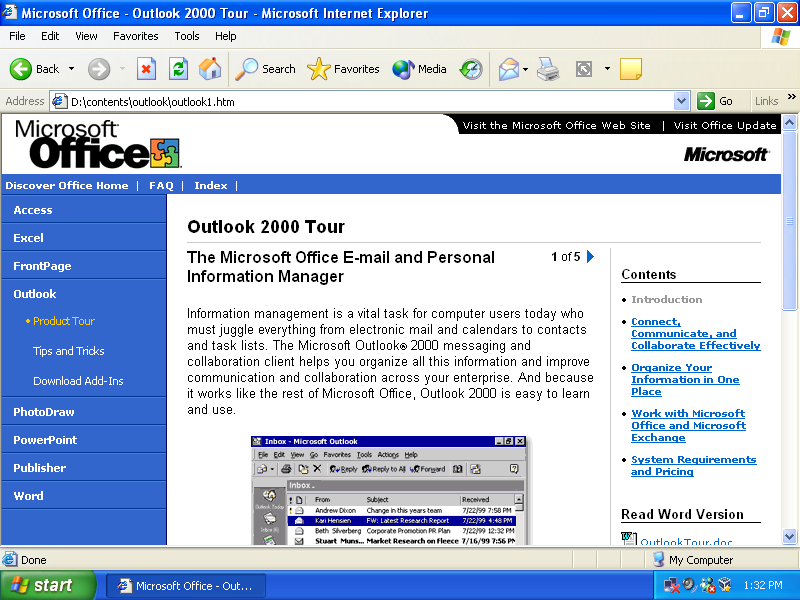 Microsoft Office - Outlook 2000 Tour - Microsoft Internet Explorer
File Edit View Favorites Tools Help
Back Search Favorites Media
Address D:\contents\outlook\outlook1.htm Go Links »
Microsoft Office
Visit the Microsoft Office Web Site | Visit Office Update
Microsoft
Discover Office Home | FAQ | Index |
Access
Excel
FrontPage
Outlook
• Product Tour
Tips and Tricks
Download Add-Ins
PhotoDraw
PowerPoint
Publisher
Word
Outlook 2000 Tour
The Microsoft Office E-mail and Personal
Information Manager
1 of 5
Information management is a vital task for computer users today who
must juggle everything from electronic mail and calendars to contacts
and task lists. The Microsoft Outlook® 2000 messaging and
collaboration client helps you organize all this information and improve
communication and collaboration across your enterprise. And because
it works like the rest of Microsoft Office, Outlook 2000 is easy to learn
and use.
Inbox - Microsoft Outlook
File Edit View Go Favorites Tools Actions Help
Reply Reply to All Forward
Inbox .
Outlook Today
From Subject Received
Andrew Dixon Change in this years team 7/22/99 7:58 PM
Kari Hensien FW: Latest Research Report 7/22/99 4:48 PM
Beth Silverberg Corporate Promotion PR Plan 7/22/99 12:32 PM
Stuart Muns... Market Research on Fleece 7/16/99 7:56 PM
Contents
• Introduction
• Connect,
Communicate, and
Collaborate Effectively
• Organize Your
Information in One
Place
• Work with Microsoft
Office and Microsoft
Exchange
• System Requirements
and Pricing
Read Word Version
OutlookTour.doc
Done My Computer
start Microsoft Office - Out... 1:32 PM